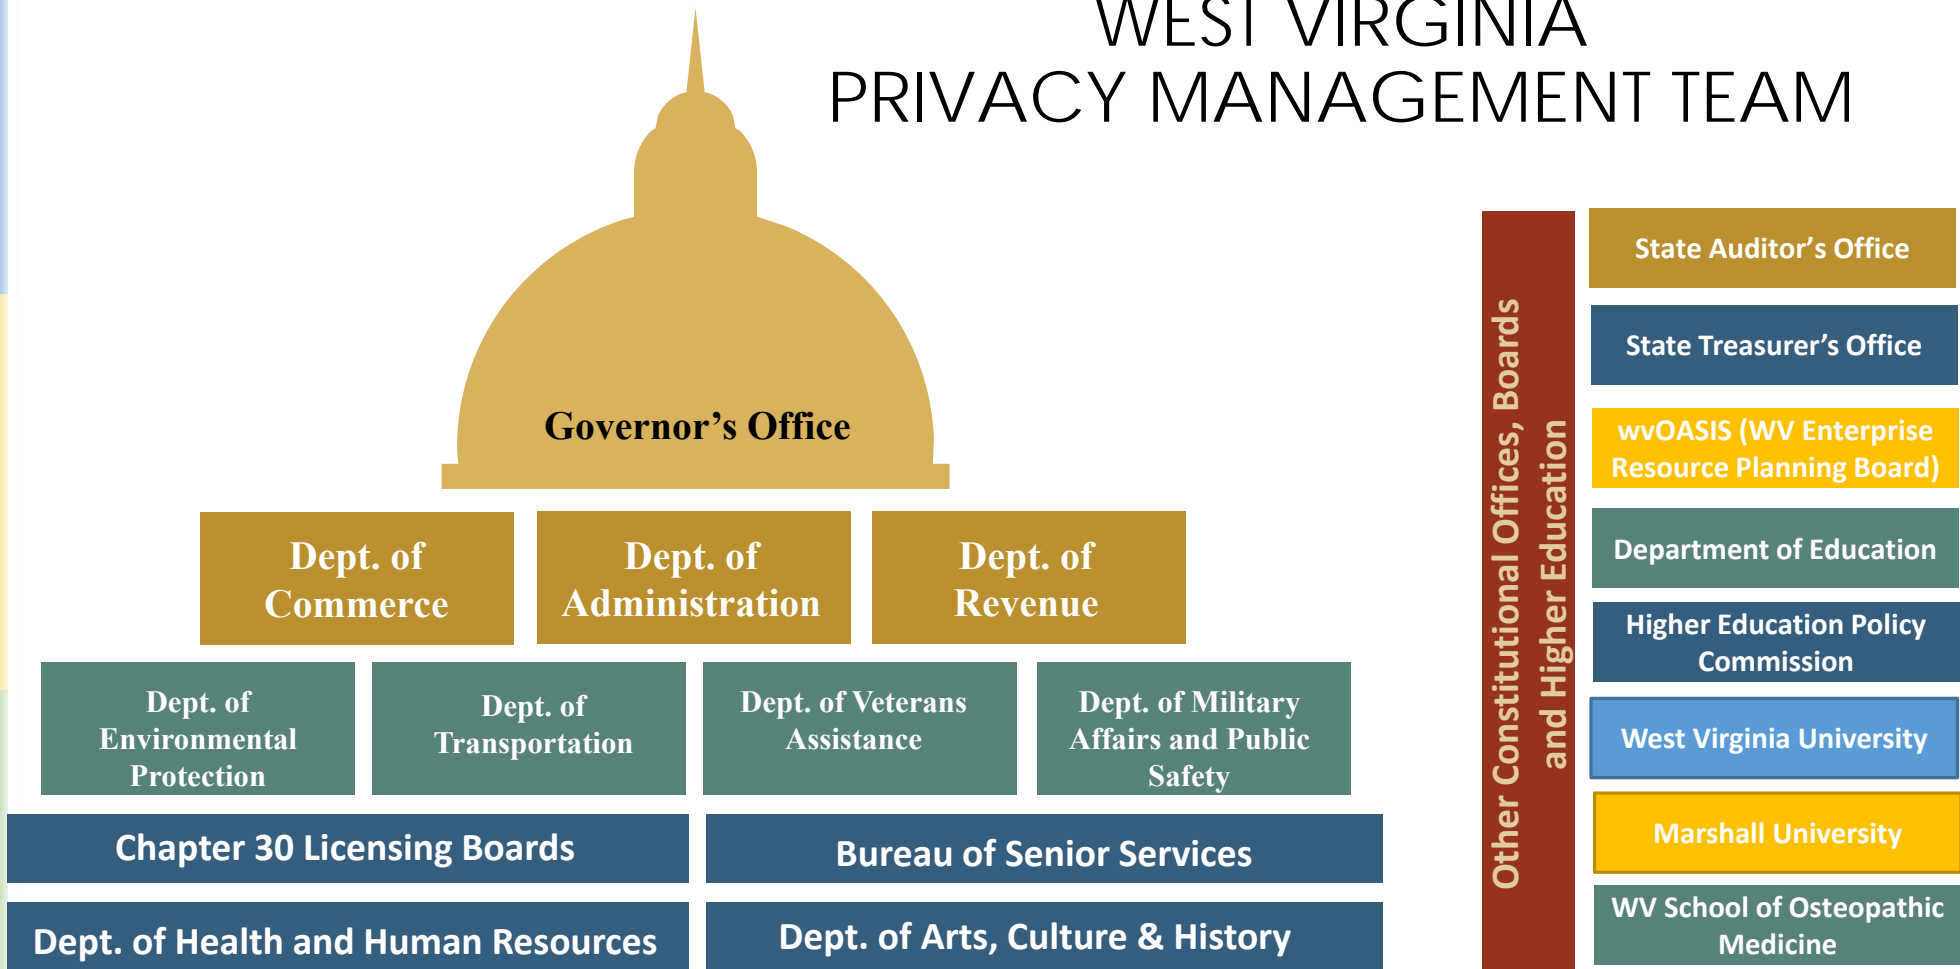 WEST VIRGINIA
PRIVACY MANAGEMENT TEAM
Governor’s Office
Dept. of
Commerce
Dept. of
Administration
Dept. of
Revenue
Dept. of
Environmental
Protection
Dept. of
Transportation
Dept. of Veterans
Assistance
Dept. of Military
Affairs and Public
Safety
Chapter 30 Licensing Boards
Bureau of Senior Services
Dept. of Health and Human Resources
Dept. of Arts, Culture & History
Other Constitutional Offices, Boards
and Higher Education
State Auditor’s Office
State Treasurer’s Office
wvOASIS (WV Enterprise
Resource Planning Board)
Department of Education
Higher Education Policy
Commission
West Virginia University
Marshall University
WV School of Osteopathic
Medicine